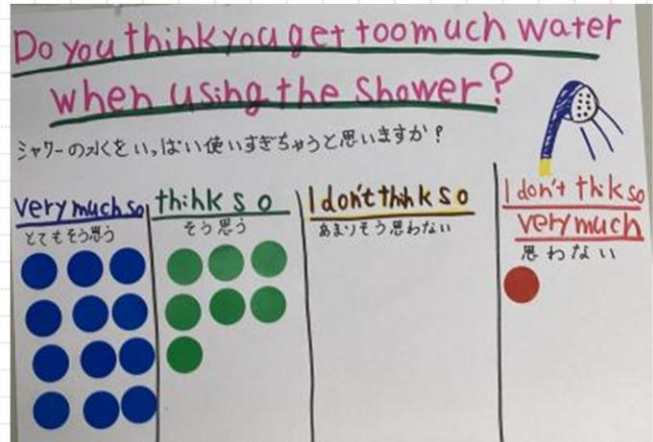 Do you think you get too much water
when using the shower?
シャワーの水をいっぱい使いすぎちゃうと思いますか?
very much so
とてもそう思う
think so
そう思う
I don't think so
あまりそう思わない
I don't thik so
very much
思わない